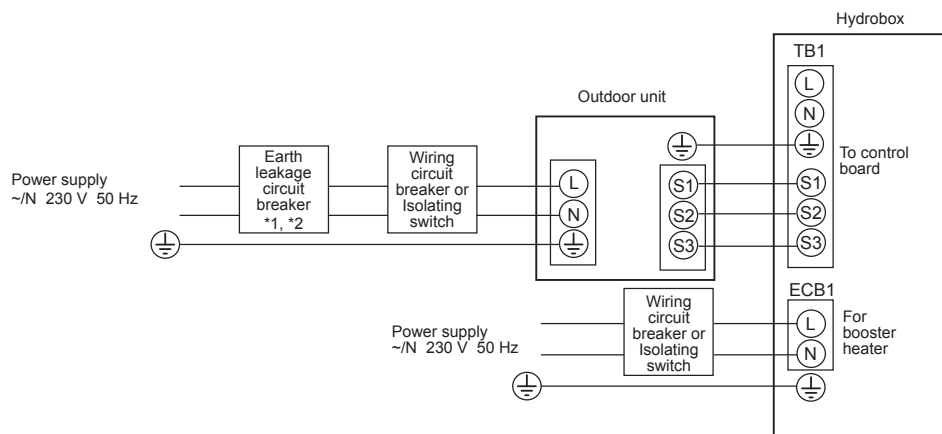 Hydrobox
TB1
L
N
Outdoor unit
To control
board
Earth
leakage
circuit
breaker
*1, *2
Wiring
circuit
breaker or
Isolating
switch
Power supply
~/N 230 V 50 Hz
L
N
S1
S2
S3
S1
S2
S3
ECB1
Wiring
circuit
breaker or
Isolating
switch
Power supply
~/N 230 V 50 Hz
L
N
For
booster
heater